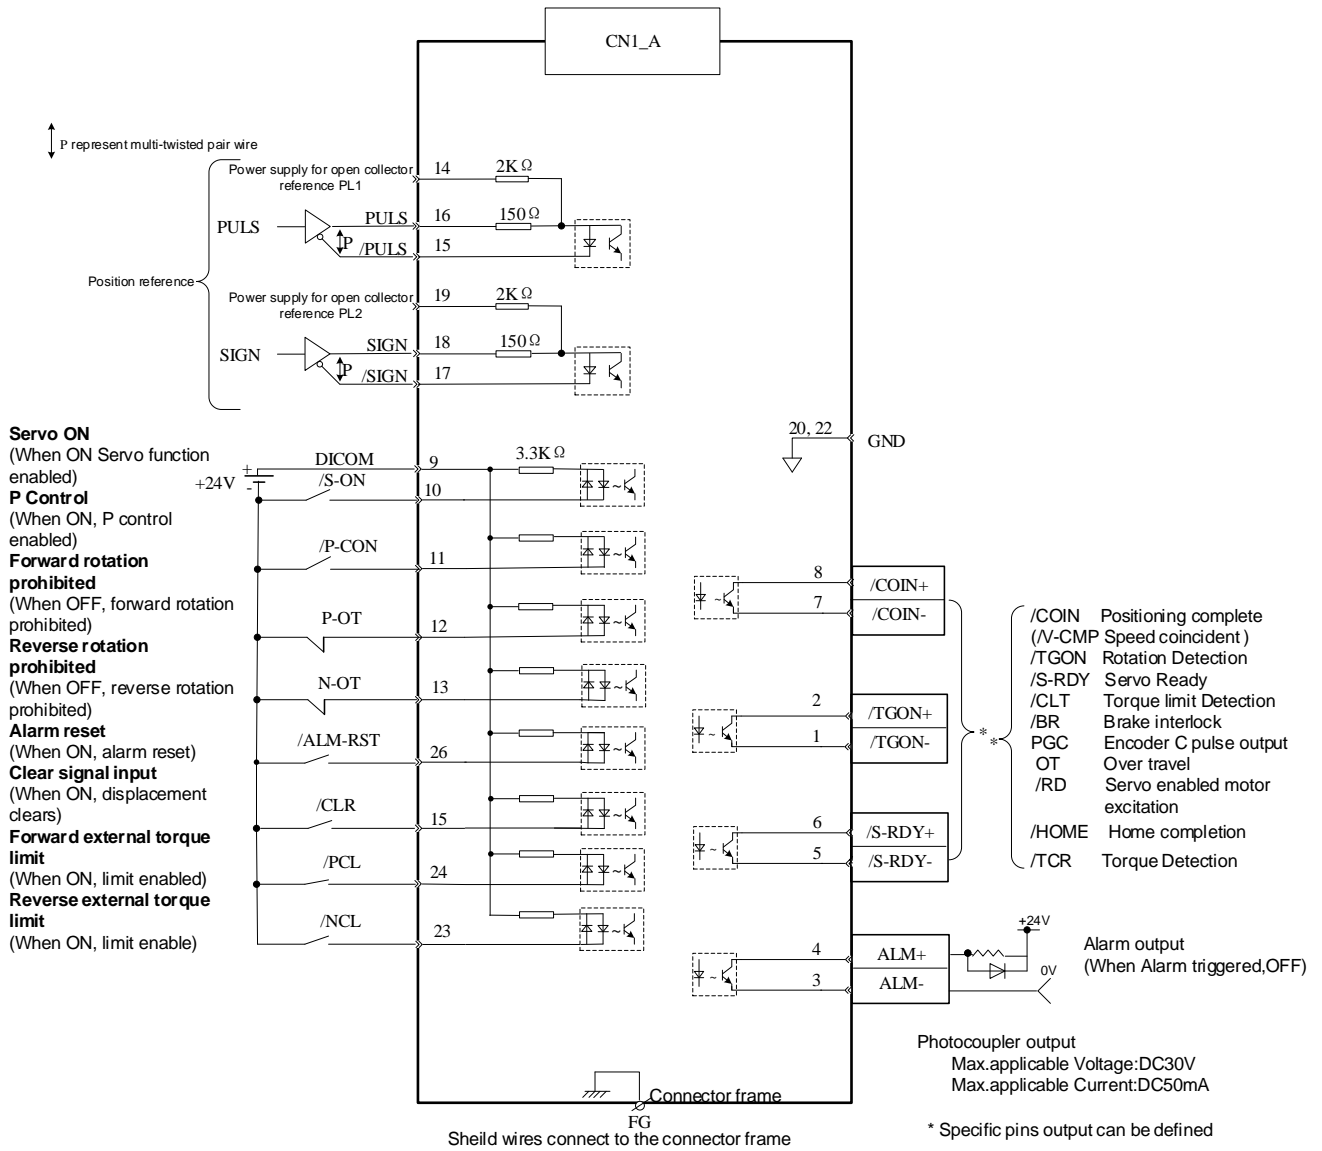 CN1_A
P represent multi-twisted pair wire
Power supply for open collector
reference PL1
14
2KΩ
PULS
PULS
16
150Ω
P
/PULS
15
Position reference
Power supply for open collector
reference PL2
19
2KΩ
SIGN
SIGN
18
150Ω
P
/SIGN
17
Servo ON
(When ON Servo function
enabled)
P Control
(When ON, P control
enabled)
Forward rotation
prohibited
(When OFF, forward rotation
prohibited)
Reverse rotation
prohibited
(When OFF, reverse rotation
prohibited)
Alarm reset
(When ON, alarm reset)
Clear signal input
(When ON, displacement
clears)
Forward external torque
limit
(When ON, limit enabled)
Reverse external torque
limit
(When ON, limit enable)
+
+24V
-
DICOM
9
3.3KΩ
/S-ON
10
/P-CON
11
P-OT
12
N-OT
13
/ALM-RST
26
/CLR
15
/PCL
24
/NCL
23
20, 22
GND
8
/COIN+
7
/COIN-
2
/TGON+
1
/TGON-
6
/S-RDY+
5
/S-RDY-
4
ALM+
3
ALM-
*
*
/COIN Positioning complete
(/V-CMP Speed coincident)
/TGON Rotation Detection
/S-RDY Servo Ready
/CLT Torque limit Detection
/BR Brake interlock
PGC Encoder C pulse output
OT Over travel
/RD Servo enabled motor
excitation
/HOME Home completion
/TCR Torque Detection
+24V
0V
Alarm output
(When Alarm triggered,OFF)
Photocoupler output
Max.applicable Voltage:DC30V
Max.applicable Current:DC50mA
Connector frame
FG
Sheild wires connect to the connector frame
* Specific pins output can be defined